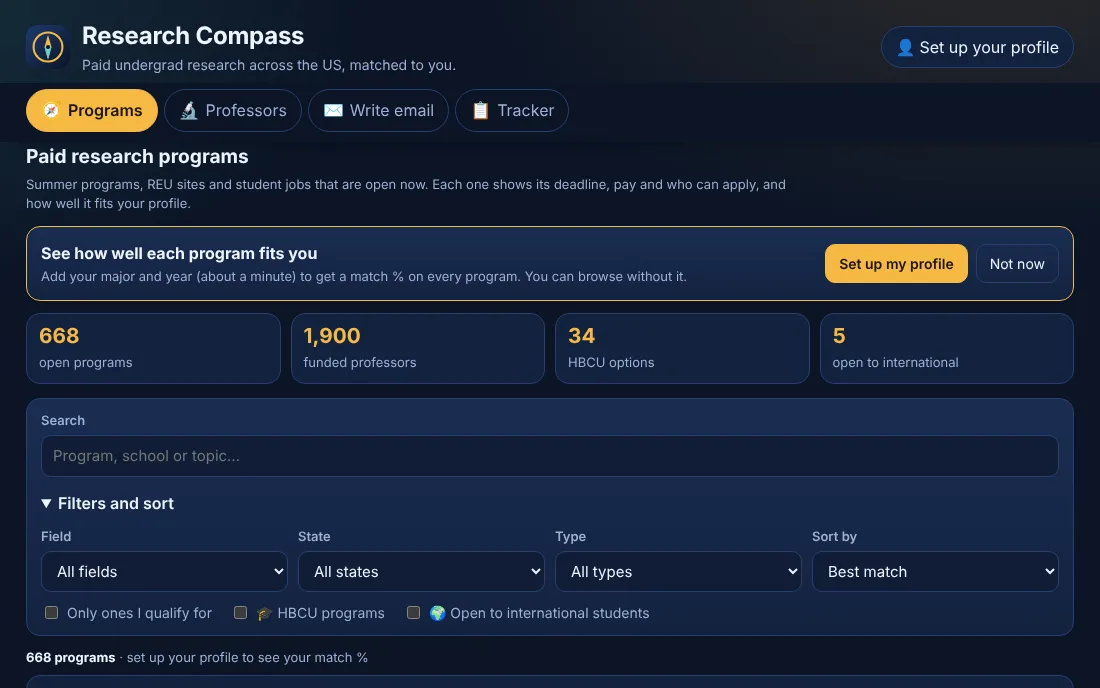 Research Compass
Paid undergrad research across the US, matched to you.
👤 Set up your profile
🧭 Programs
🔬 Professors
✉️ Write email
📋 Tracker
Paid research programs
Summer programs, REU sites and student jobs that are open now. Each one shows its deadline, pay and who can apply, and
how well it fits your profile.
See how well each program fits you
Add your major and year (about a minute) to get a match % on every program. You can browse without it.
Set up my profile
Not now
668
open programs
1,900
funded professors
34
HBCU options
5
open to international
Search
Program, school or topic...
▼ Filters and sort
Field
State
Type
Sort by
All fields
All states
All types
Best match
Only ones I qualify for
🎓 HBCU programs
🌍 Open to international students
668 programs · set up your profile to see your match %